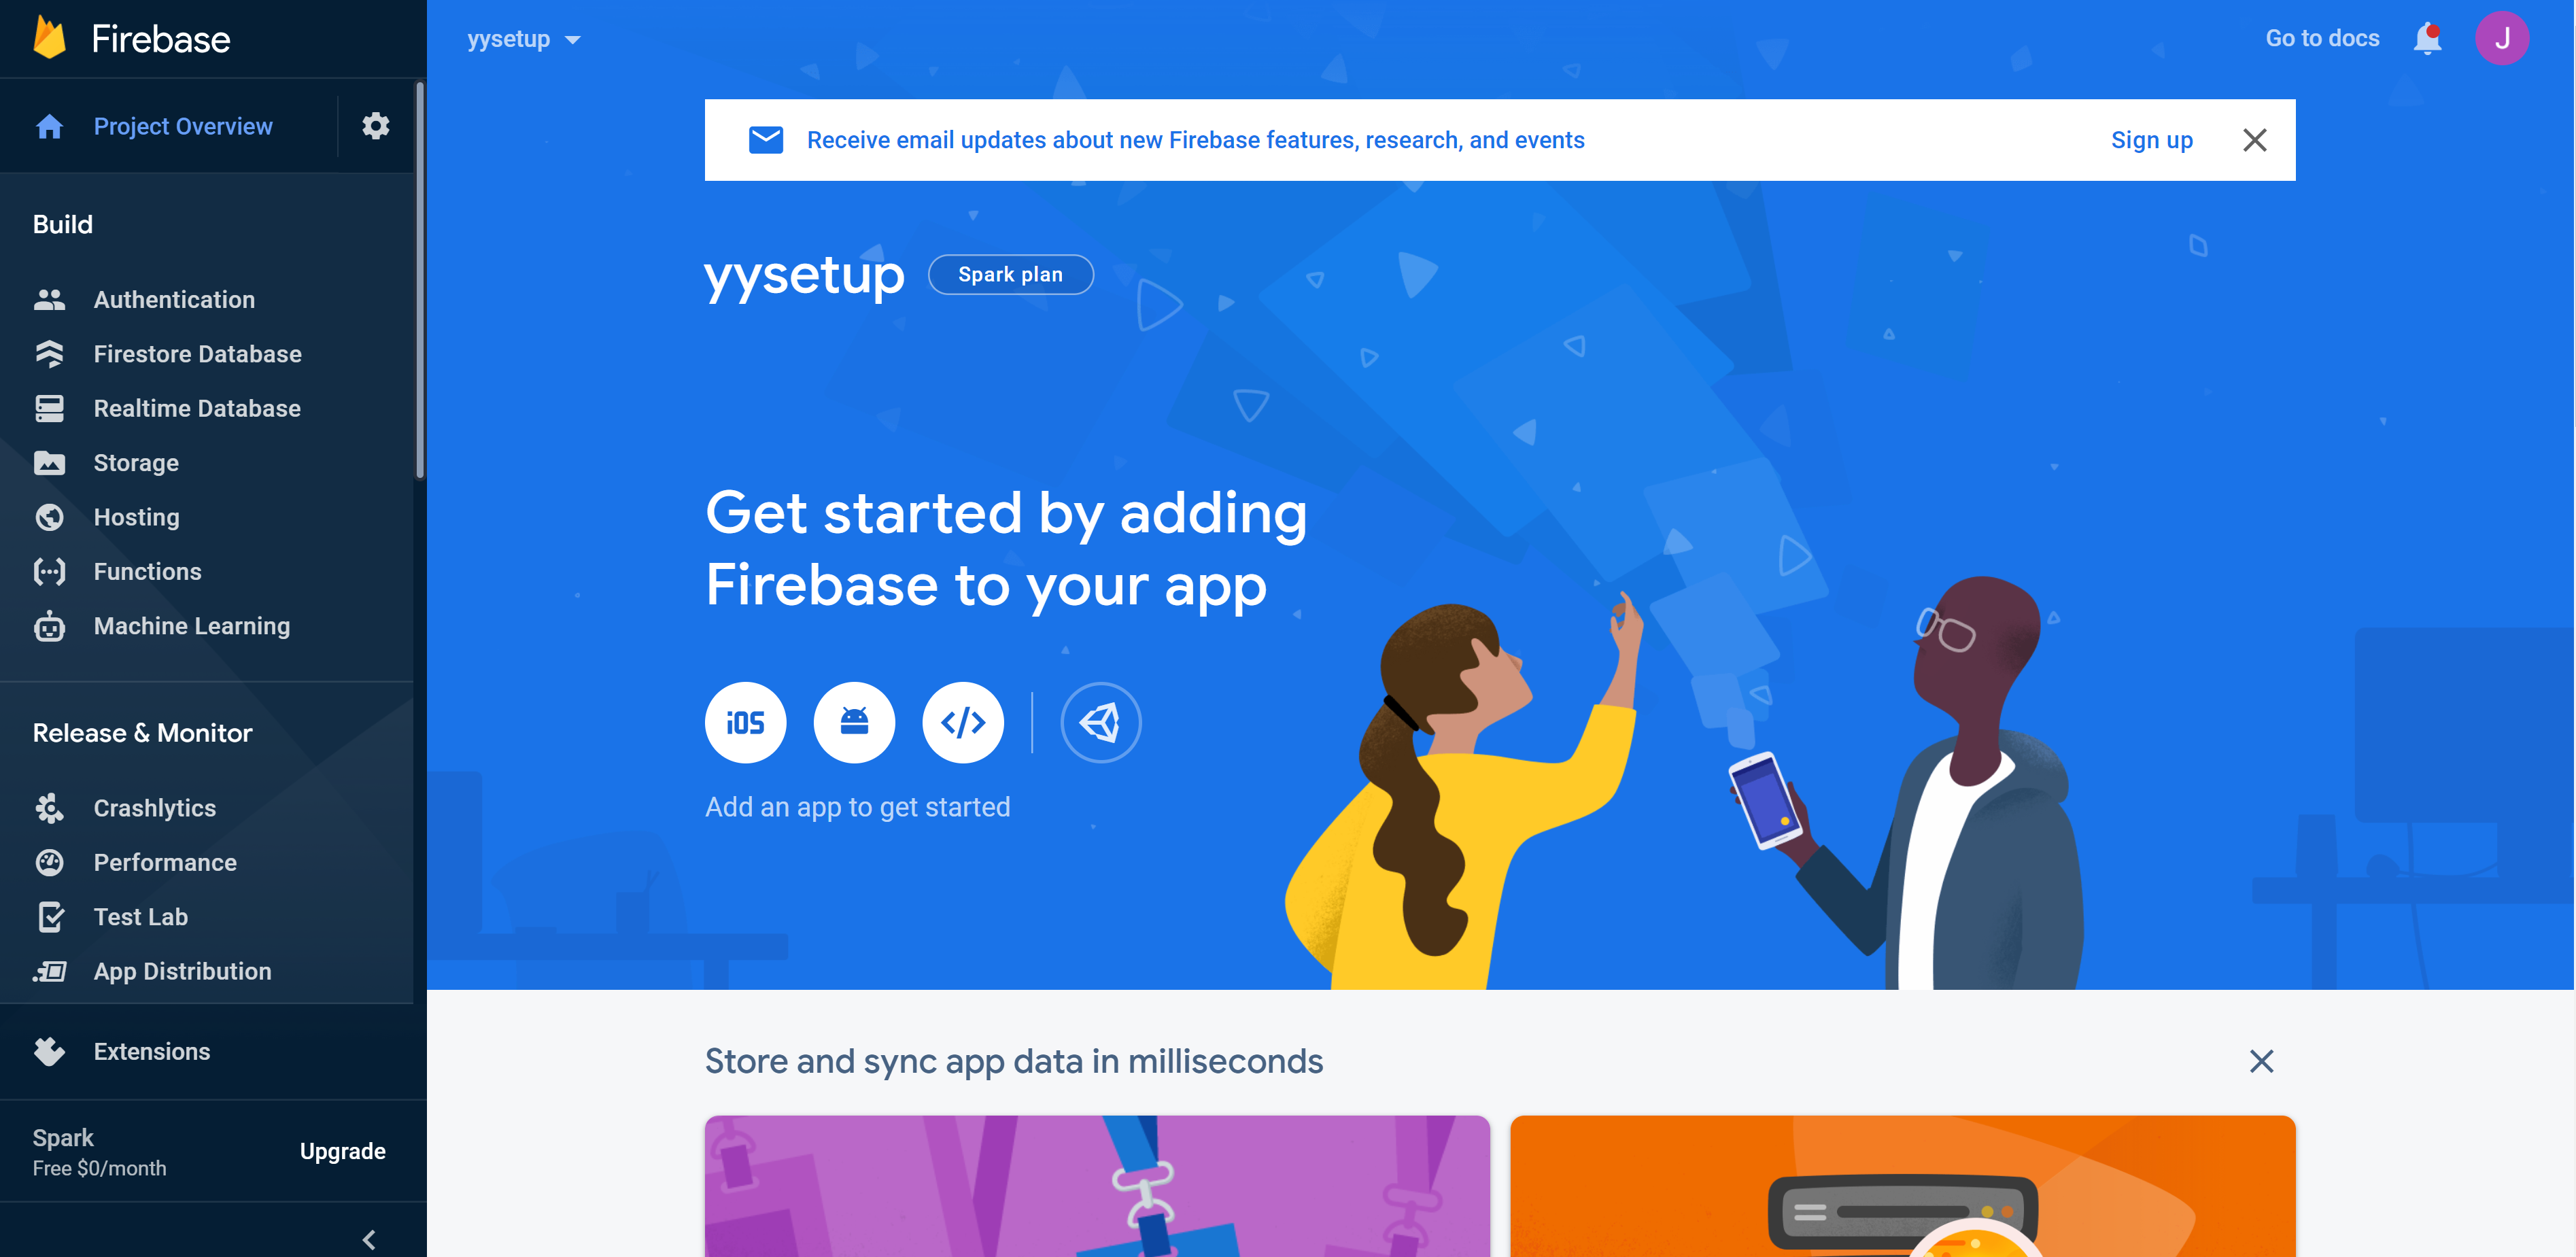 Firebase
Project Overview
Build
Authentication
Firestore Database
Realtime Database
Storage
Hosting
Functions
Machine Learning
Release & Monitor
Crashlytics
Performance
Test Lab
App Distribution
Extensions
Spark
Free $0/month
Upgrade
yysetup
Go to docs
J
Receive email updates about new Firebase features, research, and events
Sign up
yysetup
Spark plan
Get started by adding
Firebase to your app
iOS
Add an app to get started
Store and sync app data in milliseconds